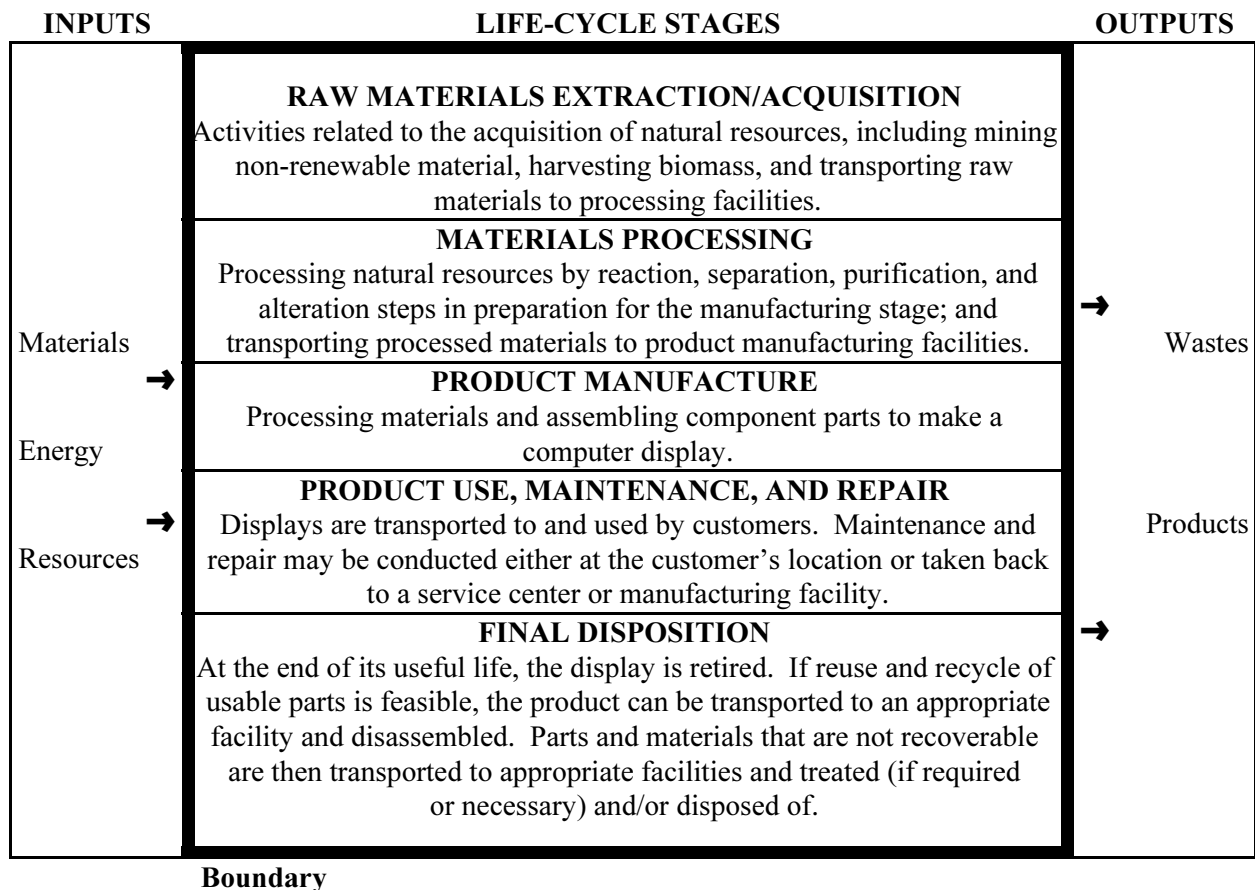 INPUTS LIFE-CYCLE STAGES OUTPUTS
RAW MATERIALS EXTRACTION/ACQUISITION
Activities related to the acquisition of natural resources, including mining
non-renewable material, harvesting biomass, and transporting raw
materials to processing facilities.
MATERIALS PROCESSING
Processing natural resources by reaction, separation, purification, and
alteration steps in preparation for the manufacturing stage; and
transporting processed materials to product manufacturing facilities.
PRODUCT MANUFACTURE
Processing materials and assembling component parts to make a
computer display.
PRODUCT USE, MAINTENANCE, AND REPAIR
Displays are transported to and used by customers. Maintenance and
repair may be conducted either at the customer's location or taken back
to a service center or manufacturing facility.
FINAL DISPOSITION
At the end of its useful life, the display is retired. If reuse and recycle of
usable parts is feasible, the product can be transported to an appropriate
facility and disassembled. Parts and materials that are not recoverable
are then transported to appropriate facilities and treated (if required
or necessary) and/or disposed of.
Materials
➜
Energy
➜
Resources
➜
Wastes
Products
➜
Boundary